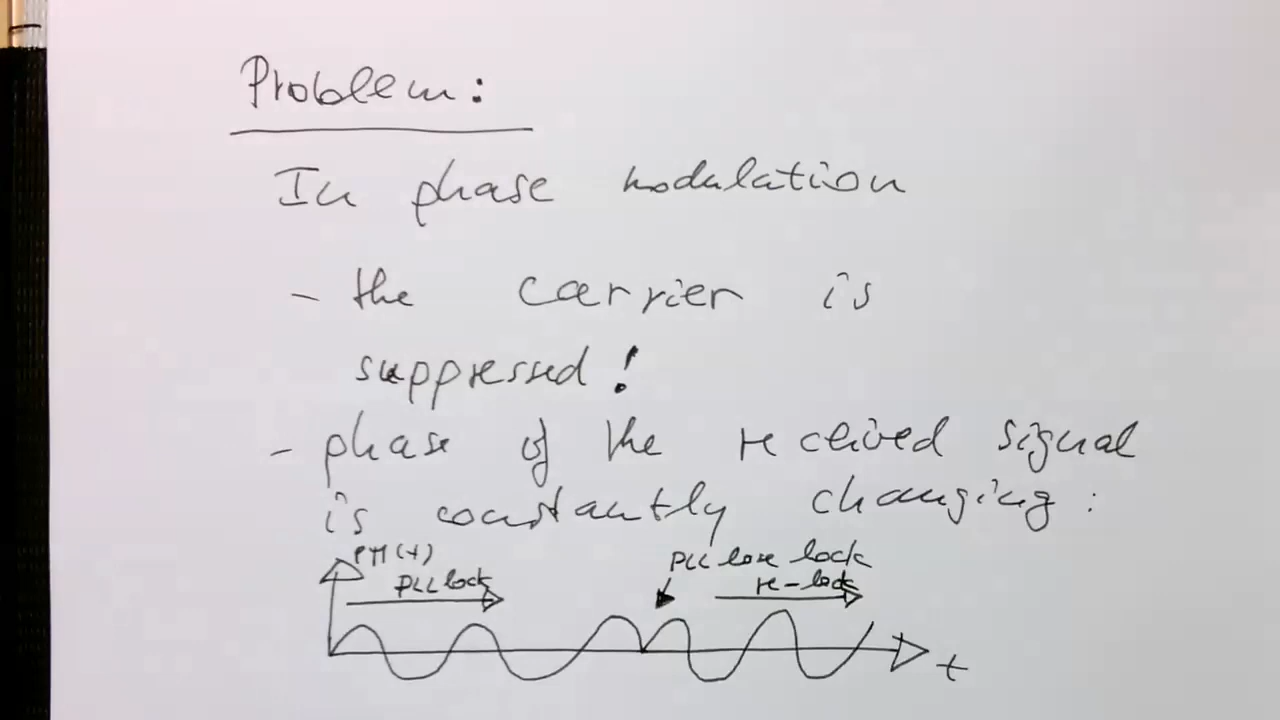 Problem:
In phase modulation
- the carrier is
suppressed!
- phase of the received signal
is constantly changing:
PM(t)
PLL lock
PLL lose lock
re-lock
t